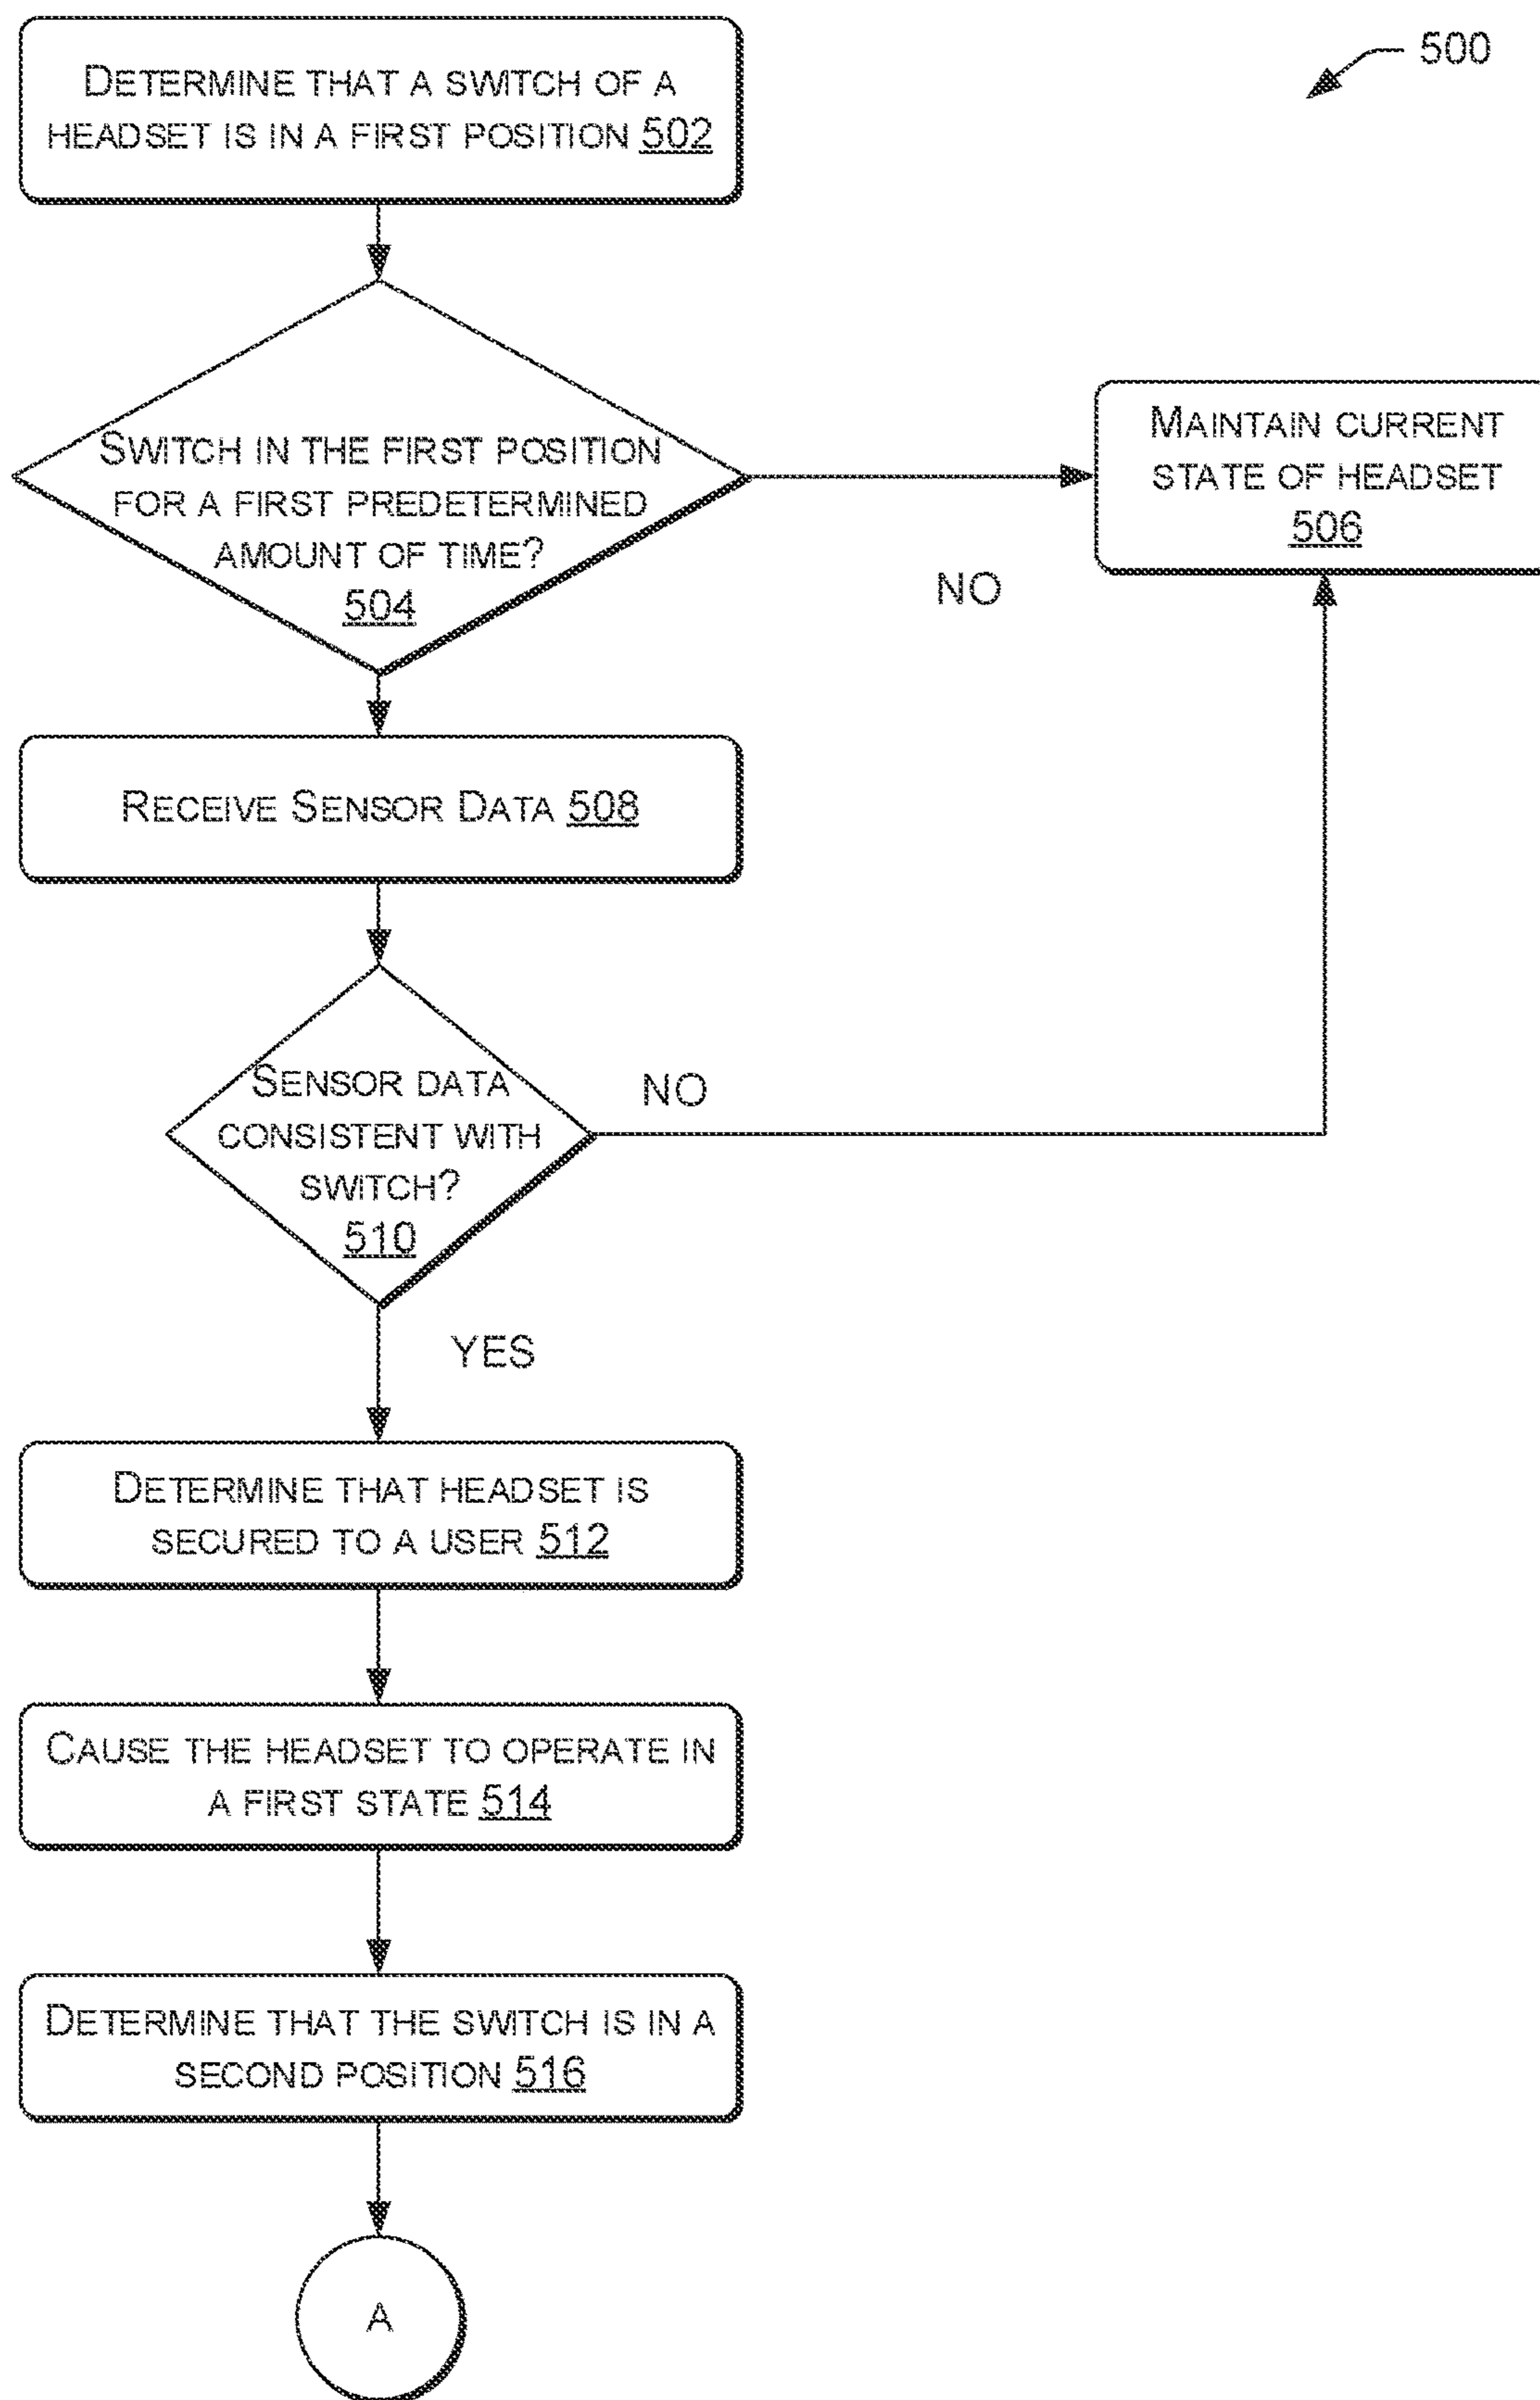 500
DETERMINE THAT A SWITCH OF A
HEADSET IS IN A FIRST POSITION 502
SWITCH IN THE FIRST POSITION
FOR A FIRST PREDETERMINED
AMOUNT OF TIME?
504
NO
MAINTAIN CURRENT
STATE OF HEADSET
506
RECEIVE SENSOR DATA 508
SENSOR DATA
CONSISTENT WITH
SWITCH?
510
NO
YES
DETERMINE THAT HEADSET IS
SECURED TO A USER 512
CAUSE THE HEADSET TO OPERATE IN
A FIRST STATE 514
DETERMINE THAT THE SWITCH IS IN A
SECOND POSITION 516
A